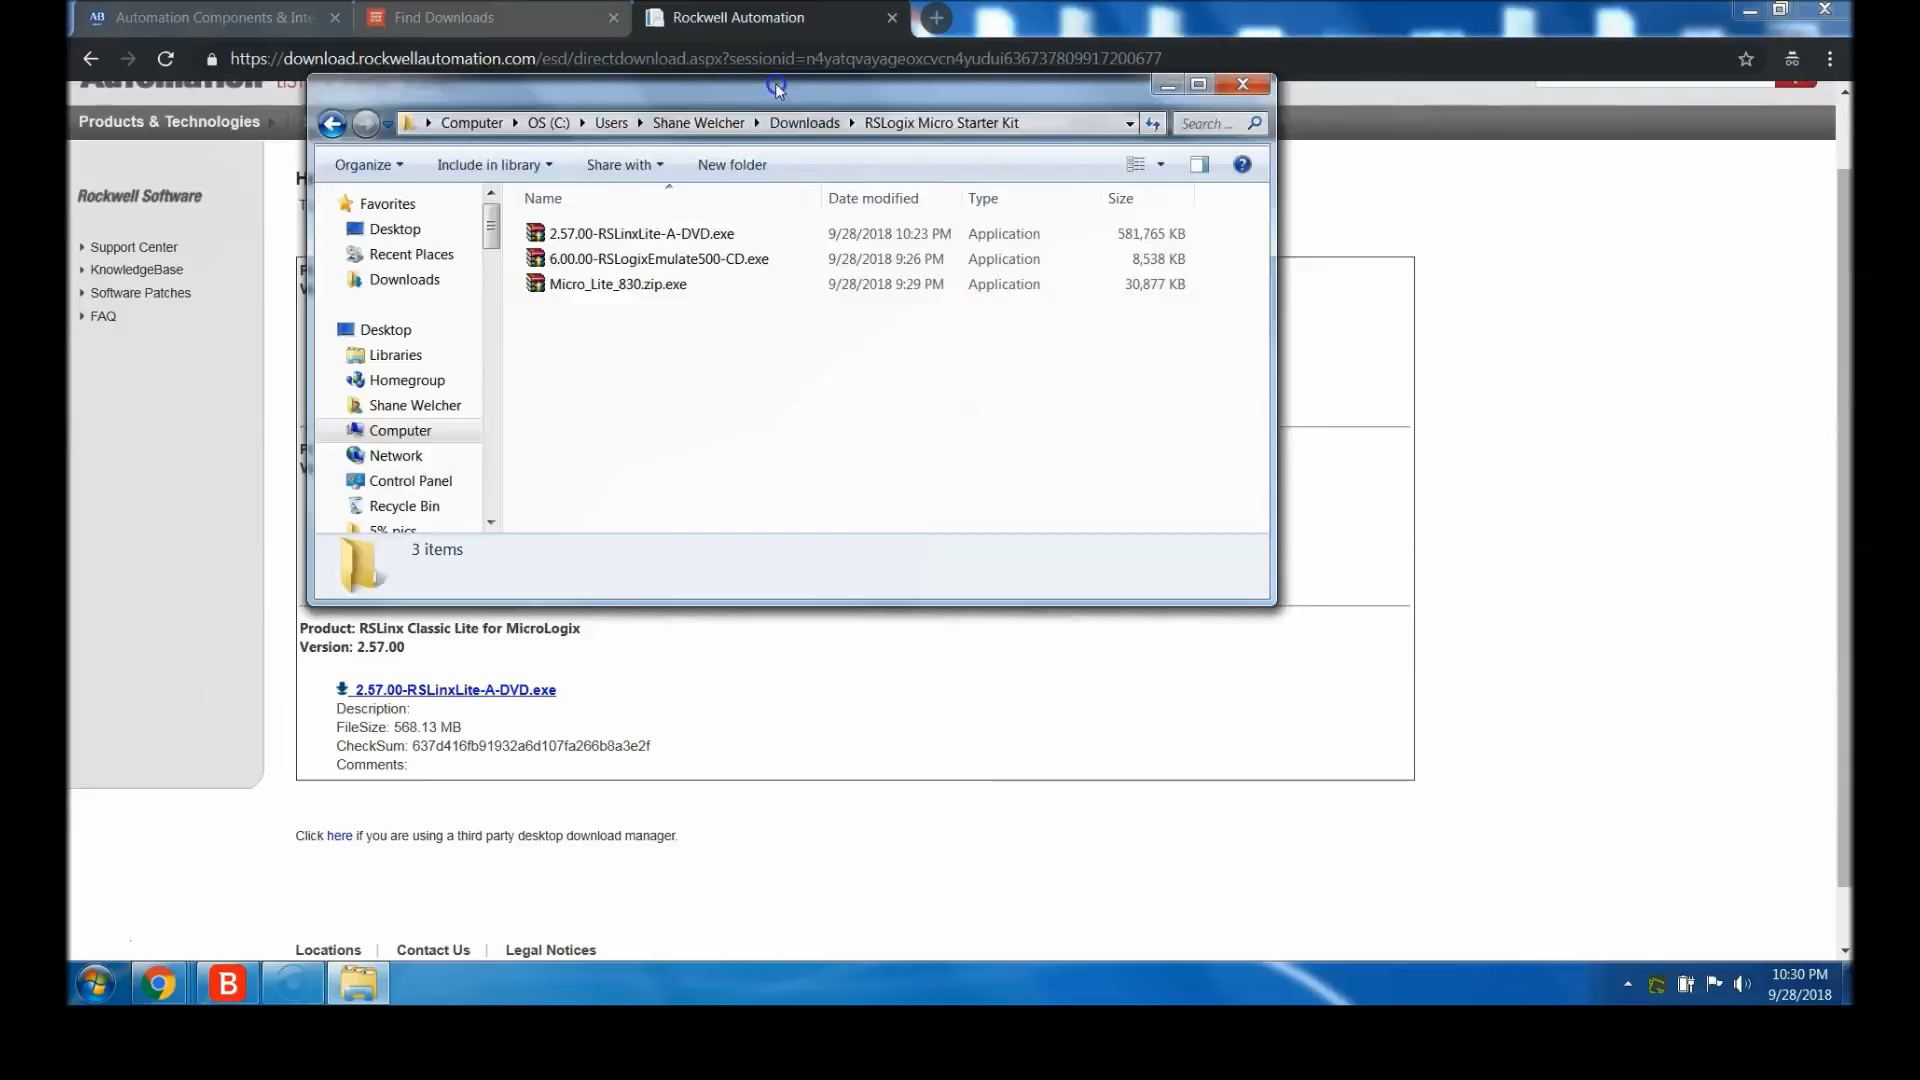 Automation Components & Inte
Find Downloads
Rockwell Automation
https://download.rockwellautomation.com/esd/directdownload.aspx?sessionid=n4yatqvayageoxcvcn4yudui636737809917200677
Products & Technologies
Computer
OS (C:)
Users
Shane Welcher
Downloads
RSLogix Micro Starter Kit
Search ...
Organize
Include in library
Share with
New folder
Rockwell Software
Support Center
KnowledgeBase
Software Patches
FAQ
Favorites
Desktop
Recent Places
Downloads
Desktop
Libraries
Homegroup
Shane Welcher
Computer
Network
Control Panel
Recycle Bin
5% pics
Name Date modified Type Size
2.57.00-RSLinxLite-A-DVD.exe 9/28/2018 10:23 PM Application 581,765 KB
6.00.00-RSLogixEmulate500-CD.exe 9/28/2018 9:26 PM Application 8,538 KB
Micro_Lite_830.zip.exe 9/28/2018 9:29 PM Application 30,877 KB
3 items
Product: RSLinx Classic Lite for MicroLogix
Version: 2.57.00
2.57.00-RSLinxLite-A-DVD.exe
Description:
FileSize: 568.13 MB
CheckSum: 637d416fb91932a6d107fa266b8a3e2f
Comments:
Click here if you are using a third party desktop download manager.
Locations | Contact Us | Legal Notices
B
10:30 PM
9/28/2018